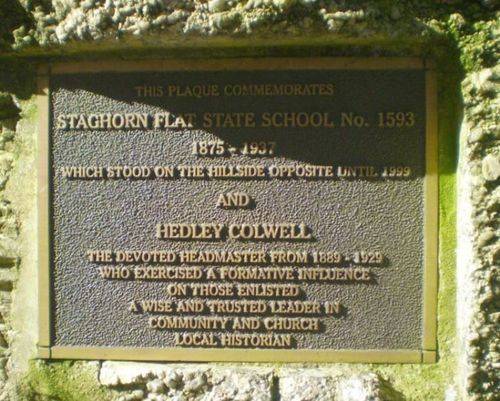 THIS PLAQUE COMMEMORATES
STAGHORN FLAT STATE SCHOOL No. 1593
1875 - 1937
WHICH STOOD ON THE HILLSIDE OPPOSITE UNTIL 1999
AND
HEDLEY COLWELL
THE DEVOTED HEADMASTER FROM 1889 - 1929
WHO EXERCISED A FORMATIVE INFLUENCE
ON THOSE ENLISTED
A WISE AND TRUSTED LEADER IN
COMMUNITY AND CHURCH
LOCAL HISTORIAN